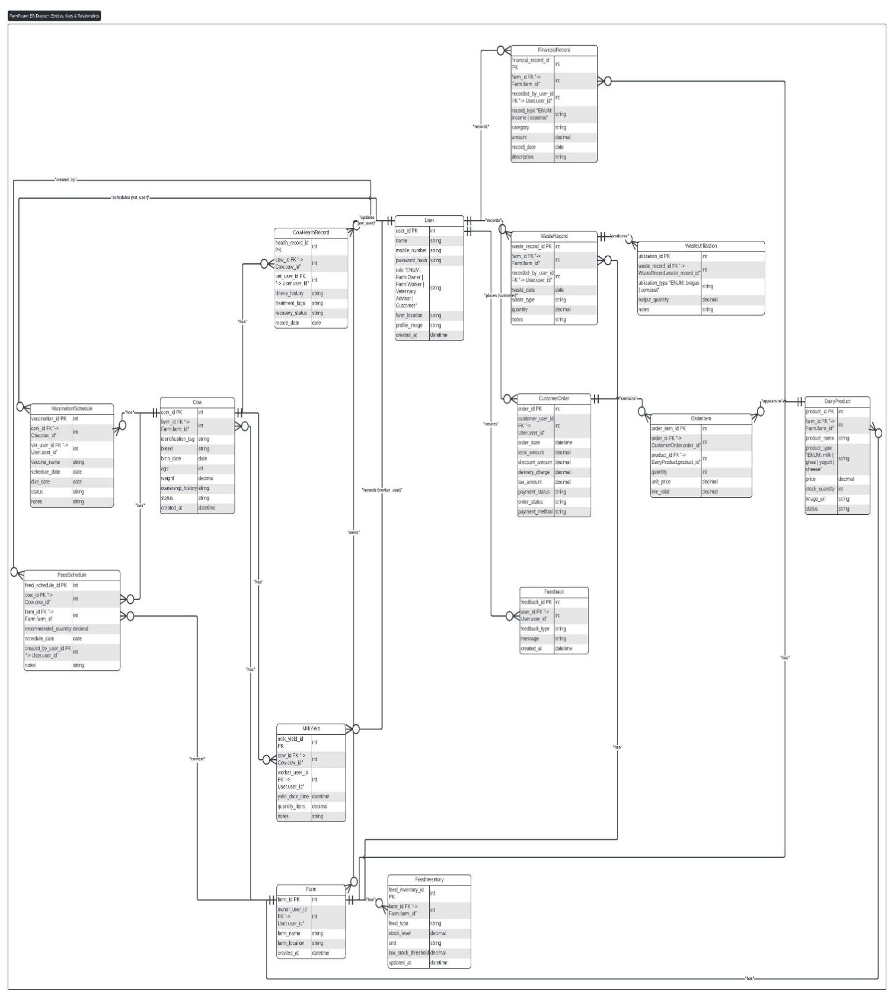 FarmFusion ER Diagram: Entities, Keys & Relationships
FinancialRecord
financial_record_id
PK
int
farm_id FK "->
Farm.farm_id"
int
recorded_by_user_id
FK "-> User.user_id"
int
record_type "ENUM:
income | expense"
string
category string
amount decimal
record_date date
description string
"records"
"created_by"
"schedules (vet_user)"
"updates
(vet_user)"
"records"
User
user_id PK int
name string
mobile_number string
password_hash string
role "ENUM:
Farm Owner |
Farm Worker |
Veterinary
Advisor |
Customer"
string
farm_location string
profile_image string
created_at datetime
CowHealthRecord
health_record_id
PK
int
cow_id FK "->
Cow.cow_id"
int
vet_user_id FK
"-> User.user_id"
int
illness_history string
treatment_logs string
recovery_status string
record_date date
WasteRecord
waste_record_id PK int
farm_id FK "->
Farm.farm_id"
int
recorded_by_user_id
FK "-> User.user_id"
int
waste_date date
waste_type string
quantity decimal
notes string
"produces"
WasteUtilization
utilization_id PK int
waste_record_id FK "->
WasteRecord.waste_record_id"
int
utilization_type "ENUM: biogas
| compost"
string
output_quantity decimal
notes string
"places (customer)"
"has"
VaccinationSchedule
vaccination_id PK int
cow_id FK "->
Cow.cow_id"
int
vet_user_id FK "->
User.user_id"
int
vaccine_name string
schedule_date date
due_date date
status string
notes string
"has"
Cow
cow_id PK int
farm_id FK "->
Farm.farm_id"
int
identification_tag string
breed string
birth_date date
age int
weight decimal
ownership_history string
status string
created_at datetime
"has"
CustomerOrder
order_id PK int
customer_user_id
FK "->
User.user_id"
int
order_date datetime
total_amount decimal
discount_amount decimal
delivery_charge decimal
tax_amount decimal
payment_status string
order_status string
payment_method string
"contains"
OrderItem
order_item_id PK int
order_id FK "->
CustomerOrder.order_id"
int
product_id FK "->
DairyProduct.product_id"
int
quantity int
unit_price decimal
line_total decimal
"appears in"
DairyProduct
product_id PK int
farm_id FK "->
Farm.farm_id"
int
product_name string
product_type
"ENUM: milk |
ghee | yogurt |
cheese"
string
price decimal
stock_quantity int
image_url string
status string
"creates"
"records (worker_user)"
"owns"
FeedSchedule
feed_schedule_id PK int
cow_id FK "->
Cow.cow_id"
int
farm_id FK "->
Farm.farm_id"
int
recommended_quantity decimal
schedule_date date
created_by_user_id FK
"-> User.user_id"
int
notes string
"has"
Feedback
feedback_id PK int
user_id FK "->
User.user_id"
int
feedback_type string
message string
created_at datetime
"has"
"has"
MilkYield
milk_yield_id
PK
int
cow_id FK "->
Cow.cow_id"
int
worker_user_id
FK "->
User.user_id"
int
yield_date_time datetime
quantity_liters decimal
notes string
"context"
"has"
Farm
farm_id PK int
owner_user_id
FK "->
User.user_id"
int
farm_name string
farm_location string
created_at datetime
"has"
FeedInventory
feed_inventory_id
PK
int
farm_id FK "->
Farm.farm_id"
int
feed_type string
stock_level decimal
unit string
low_stock_threshold decimal
updated_at datetime
"has"